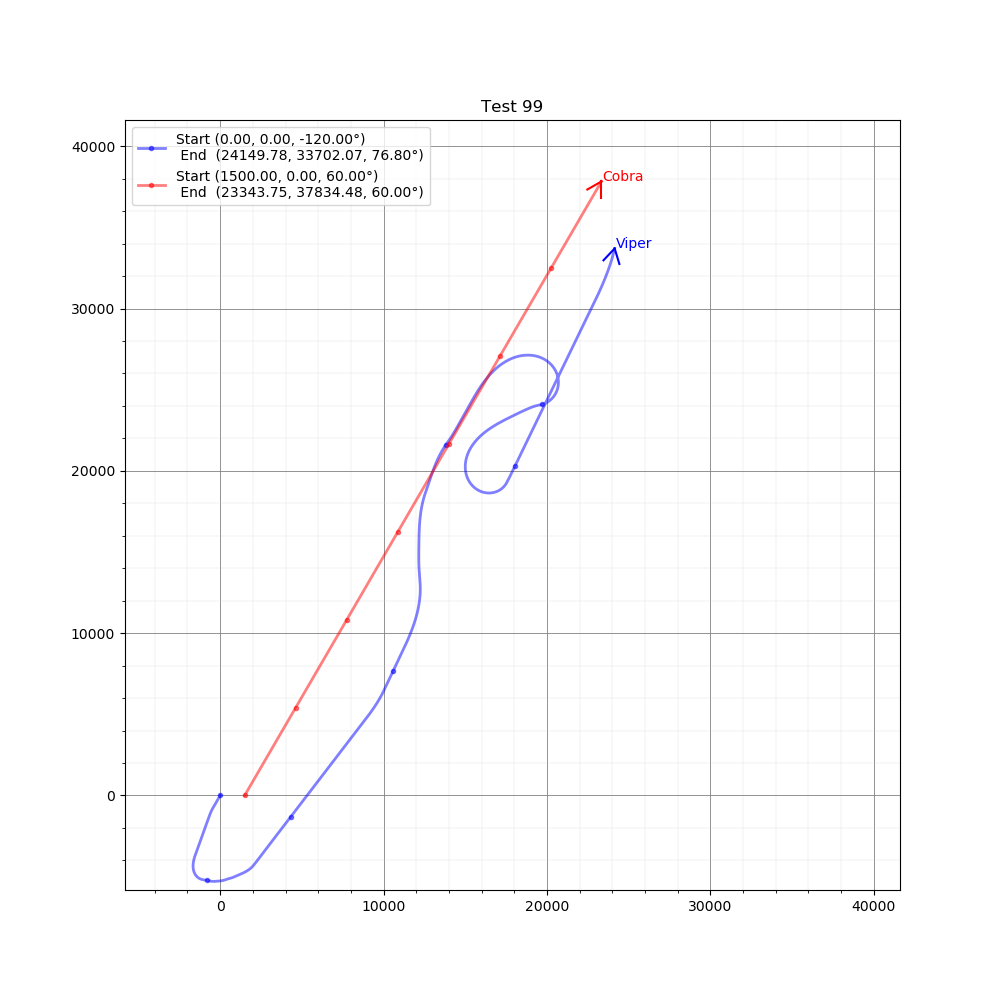 Test 99
Start (0.00, 0.00, -120.00°)
End  (24149.78, 33702.07, 76.80°)
Start (1500.00, 0.00, 60.00°)
End  (23343.75, 37834.48, 60.00°)
Cobra
Viper
40000
30000
20000
10000
0
0
10000
20000
30000
40000